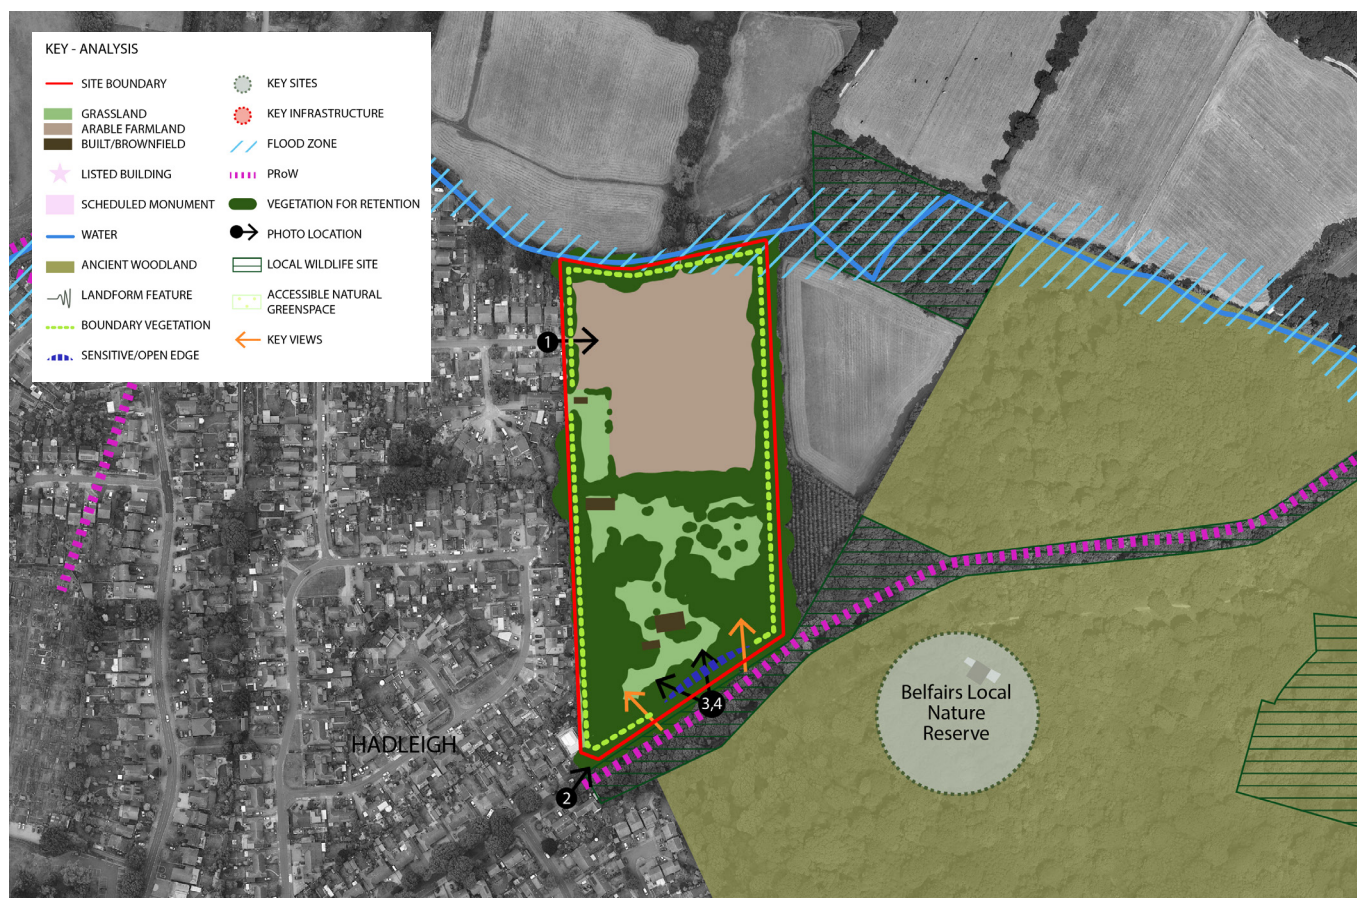 KEY - ANALYSIS
SITE BOUNDARY
GRASSLAND
ARABLE FARMLAND
BUILT/BROWNFIELD
LISTED BUILDING
SCHEDULED MONUMENT
WATER
ANCIENT WOODLAND
LANDFORM FEATURE
BOUNDARY VEGETATION
SENSITIVE/OPEN EDGE
KEY SITES
KEY INFRASTRUCTURE
FLOOD ZONE
PRoW
VEGETATION FOR RETENTION
PHOTO LOCATION
LOCAL WILDLIFE SITE
ACCESSIBLE NATURAL
GREENSPACE
KEY VIEWS
1
3,4
Belfairs Local
Nature
Reserve
HADLEIGH
2